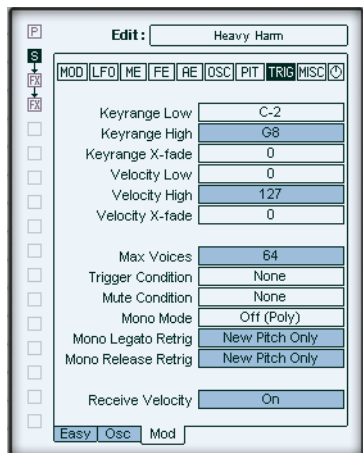 P Edit: Heavy Harm
S
FX
FX
MOD LFO ME FE AE OSC PIT TRIG MISC
Keyrange Low C-2
Keyrange High G8
Keyrange X-fade 0
Velocity Low 0
Velocity High 127
Velocity X-fade 0
Max Voices 64
Trigger Condition None
Mute Condition None
Mono Mode Off (Poly)
Mono Legato Retrig New Pitch Only
Mono Release Retrig New Pitch Only
Receive Velocity On
Easy Osc Mod